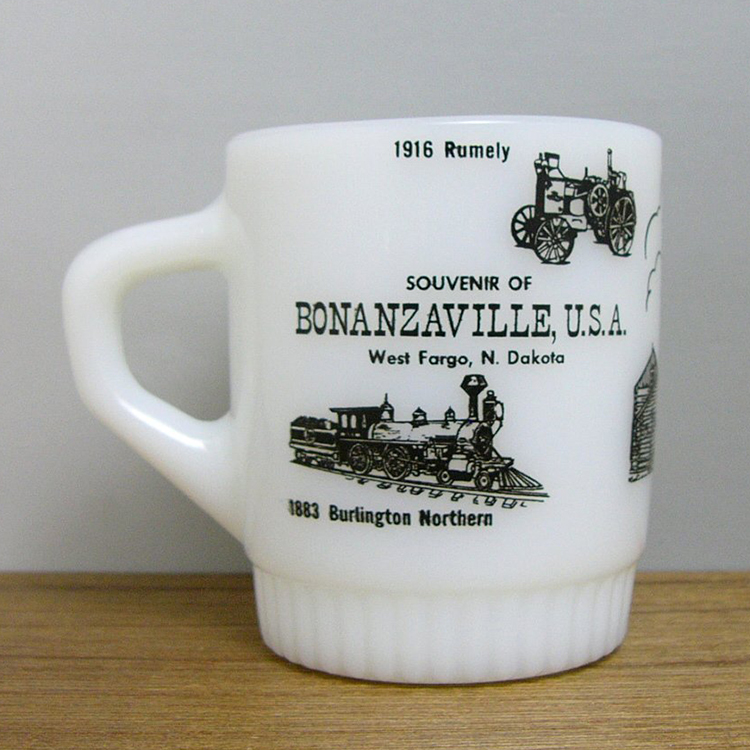 1916 Rumely
SOUVENIR OF
BONANZAVILLE, U.S.A.
West Fargo, N. Dakota
1883 Burlington Northern